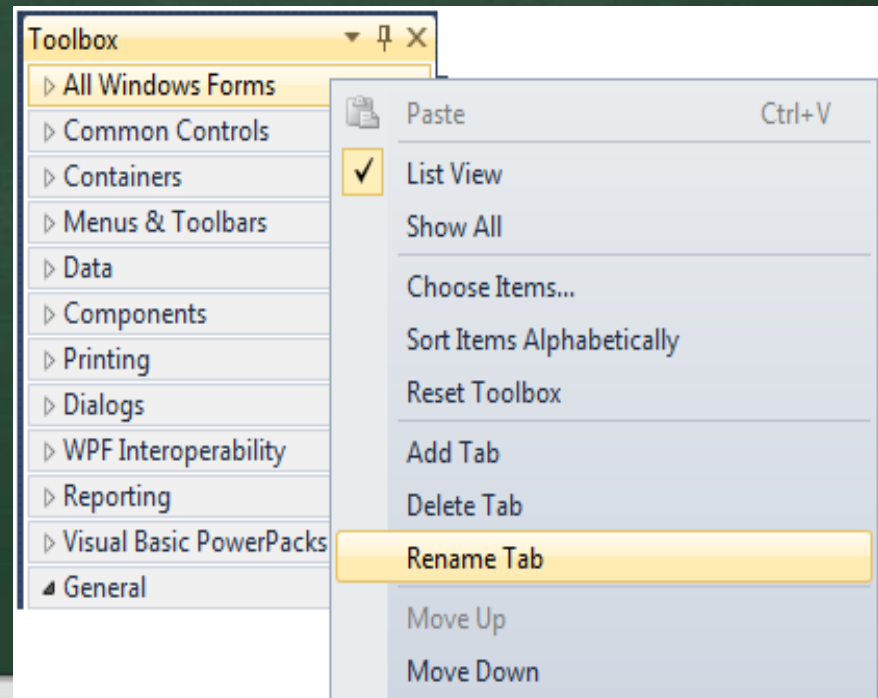 Toolbox
All Windows Forms
Common Controls
Containers
Menus & Toolbars
Data
Components
Printing
Dialogs
WPF Interoperability
Reporting
Visual Basic PowerPacks
General
Paste Ctrl+V
List View
Show All
Choose Items...
Sort Items Alphabetically
Reset Toolbox
Add Tab
Delete Tab
Rename Tab
Move Up
Move Down